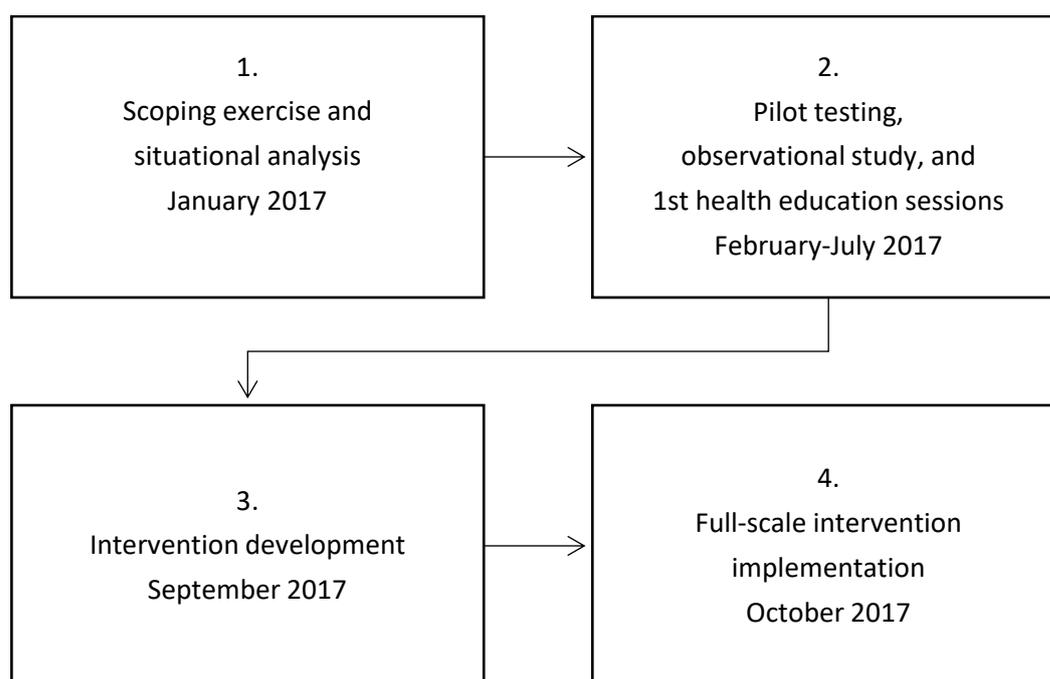 1.
Scoping exercise and
situational analysis
January 2017
2.
Pilot testing,
observational study, and
1st health education sessions
February-July 2017
3.
Intervention development
September 2017
4.
Full-scale intervention
implementation
October 2017